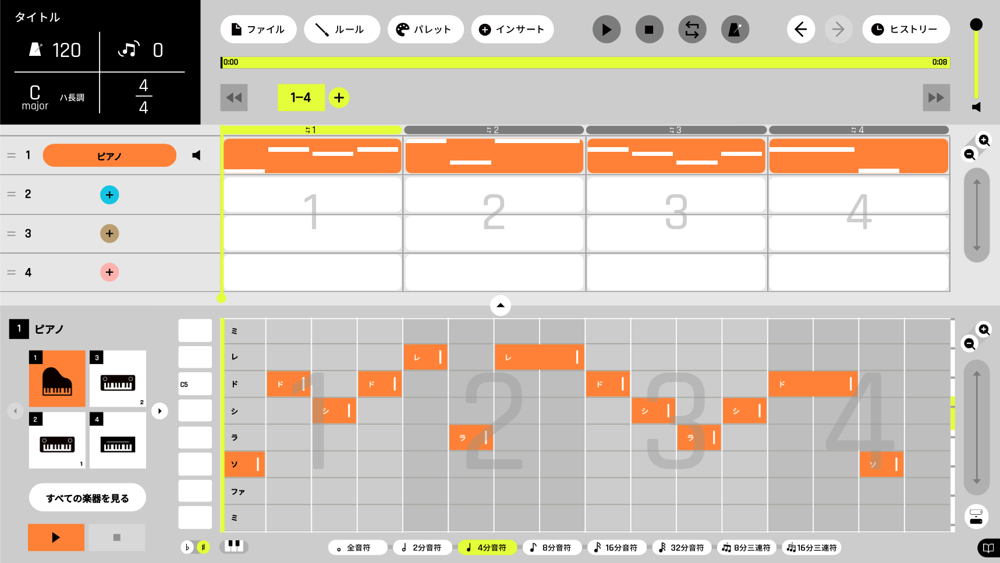 タイトル
120
0
C
major
ハ長調
4
4
ファイル
ルール
パレット
インサート
ヒストリー
0:00
0:08
1–4
1
2
3
4
1
ピアノ
2
3
4
1
2
3
4
1
ピアノ
1
3
2
2
1
4
すべての楽器を見る
C5
ミ
レ
レ
レ
ド
ド
ド
ド
ド
シ
シ
シ
シ
ラ
ラ
ラ
ソ
ソ
ファ
ミ
1
2
3
4
♭
♯
全音符
2分音符
4分音符
8分音符
16分音符
32分音符
8分三連符
16分三連符